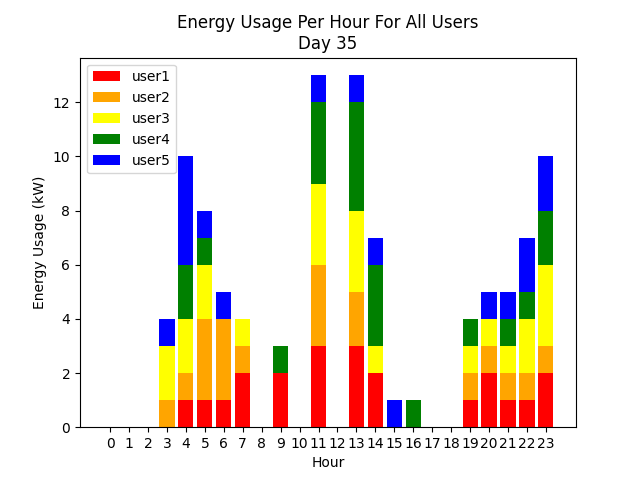 Energy Usage Per Hour For All Users
Day 35
user1
user2
user3
user4
user5
Energy Usage (kW)
12
10
8
6
4
2
0
0 1 2 3 4 5 6 7 8 9 10 11 12 13 14 15 16 17 18 19 20 21 22 23
Hour